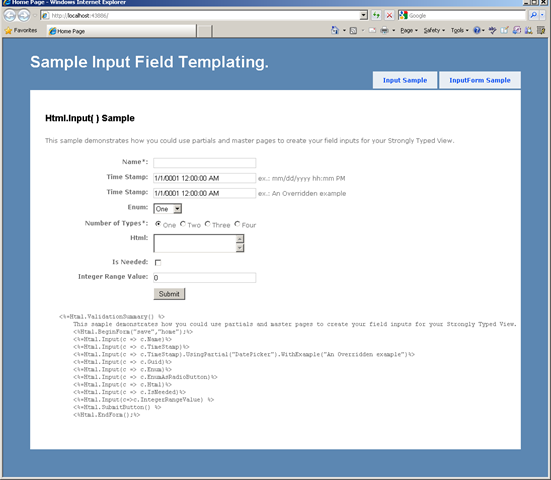 Home Page - Windows Internet Explorer
http://localhost:43886/
Google
Favorites
Home Page
Page
Safety
Tools
Sample Input Field Templating.
Input Sample
InputForm Sample
Html.Input( ) Sample
This sample demonstrates how you could use partials and master pages to create your field inputs for your Strongly Typed View.
Name*:
Time Stamp: 1/1/0001 12:00:00 AM ex.: mm/dd/yyyy hh:mm PM
Time Stamp: 1/1/0001 12:00:00 AM ex.: An Overridden example
Enum: One
Number of Types*: One Two Three Four
Html:
Is Needed:
Integer Range Value: 0
Submit
<%=Html.ValidationSummary() %>
This sample demonstrates how you could use partials and master pages to create your field inputs for your Strongly Typed View.
<%Html.BeginForm("save","home");%>
<%=Html.Input(c => c.Name)%>
<%=Html.Input(c => c.TimeStamp)%>
<%=Html.Input(c => c.TimeStamp).UsingPartial("DatePicker").WithExample("An Overridden example")%>
<%=Html.Input(c => c.Guid)%>
<%=Html.Input(c => c.Enum)%>
<%=Html.Input(c => c.EnumAsRadioButton)%>
<%=Html.Input(c => c.Html)%>
<%=Html.Input(c => c.IsNeeded)%>
<%=Html.Input(c=>c.IntegerRangeValue) %>
<%=Html.SubmitButton() %>
<%Html.EndForm();%>